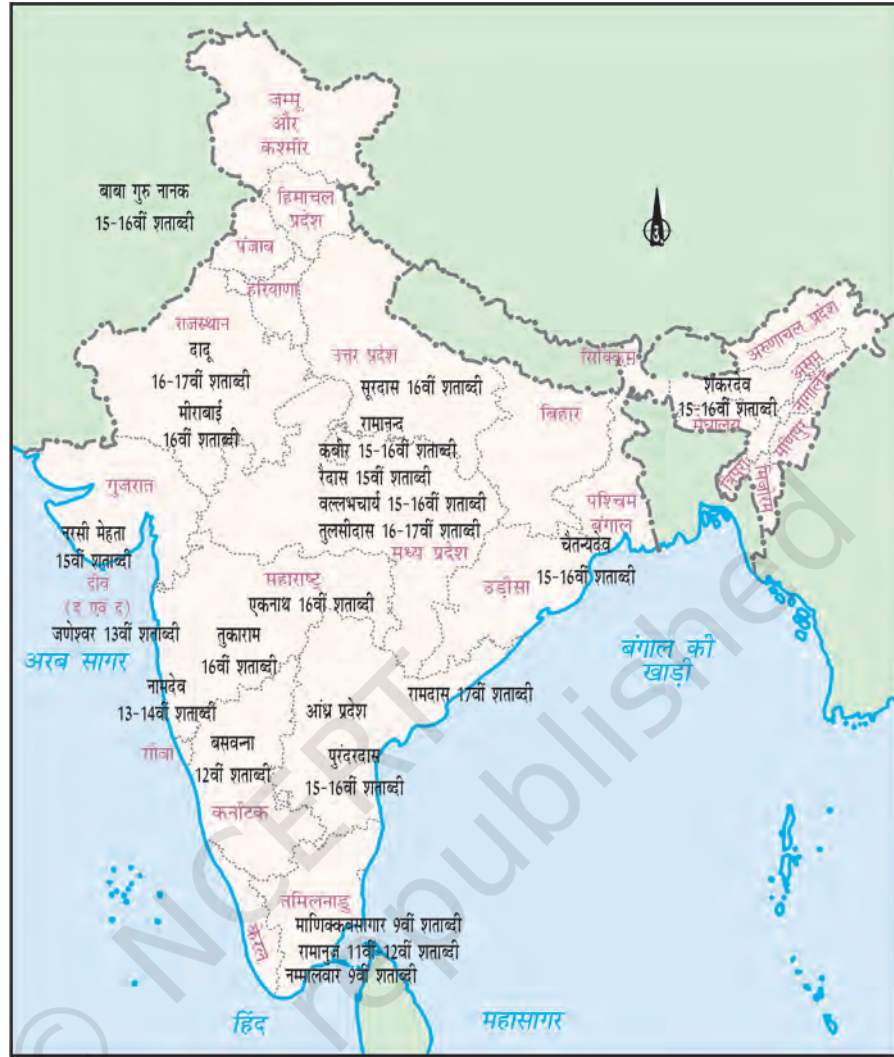 जम्मू
और
कश्मीर
बाबा गुरु नानक
15-16वीं शताब्दी
हिमाचल
प्रदेश
पंजाब
हरियाणा
राजस्थान
दादू
16-17वीं शताब्दी
मीराबाई
16वीं शताब्दी
उत्तर प्रदेश
सूरदास 16वीं शताब्दी
रामानन्द
कबीर 15-16वीं शताब्दी
रैदास 15वीं शताब्दी
वल्लभचार्य 15-16वीं शताब्दी
तुलसीदास 16-17वीं शताब्दी
मध्य प्रदेश
बिहार
सिक्किम
अरुणाचल प्रदेश
असम
नागालैंड
शंकरदेव
15-16वीं शताब्दी
मेघालय
मणिपुर
त्रिपुरा
मिजोरम
पश्चिम
बंगाल
चैतन्यदेव
15-16वीं शताब्दी
उड़ीसा
गुजरात
नरसी मेहता
15वीं शताब्दी
दीव
(द एवं द)
जणेश्वर 13वीं शताब्दी
अरब सागर
महाराष्ट्र
एकनाथ 16वीं शताब्दी
तुकाराम
16वीं शताब्दी
नामदेव
13-14वीं शताब्दी
गोवा
रामदास 17वीं शताब्दी
बंगाल की
खाड़ी
आंध्र प्रदेश
बसवन्ना
12वीं शताब्दी
पुरंदरदास
15-16वीं शताब्दी
कर्नाटक
तमिलनाडु
केरल
माणिक्कवसागार 9वीं शताब्दी
रामानुज 11वीं-12वीं शताब्दी
नम्मालवार 9वीं शताब्दी
हिंद
महासागर
© NCERT
republished